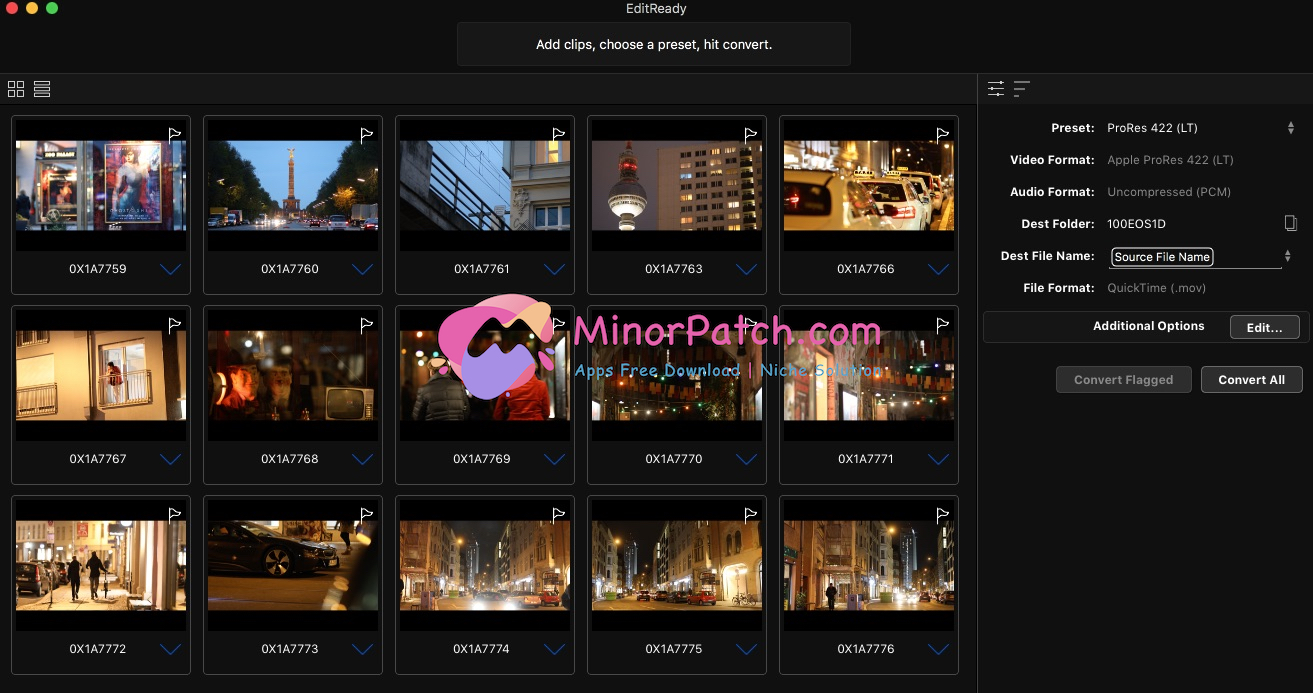 EditReady
Add clips, choose a preset, hit convert.
Preset: ProRes 422 (LT)
Video Format: Apple ProRes 422 (LT)
Audio Format: Uncompressed (PCM)
Dest Folder: 100EOS1D
Dest File Name: Source File Name
File Format: QuickTime (.mov)
Additional Options Edit...
Convert Flagged Convert All
0X1A7759 0X1A7760 0X1A7761 0X1A7763 0X1A7766
MinorPatch.com
Apps Free Download | Niche Solution
0X1A7767 0X1A7768 0X1A7769 0X1A7770 0X1A7771
0X1A7772 0X1A7773 0X1A7774 0X1A7775 0X1A7776